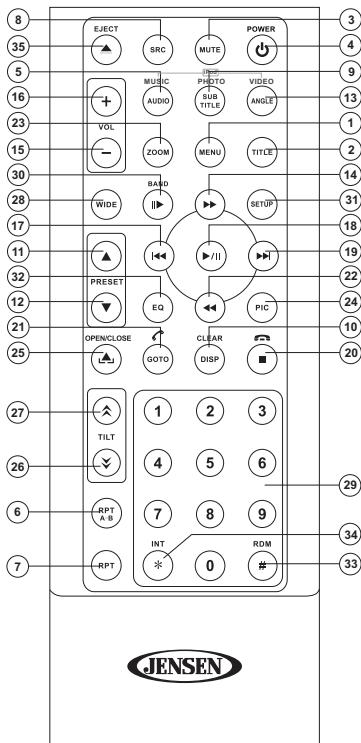 8 3
EJECT POWER
35 SRC MUTE 4
5 iPod 9
MUSIC PHOTO VIDEO
16 + AUDIO SUB TITLE ANGLE 13
VOL
23 1
15 − ZOOM MENU TITLE 2
30 BAND 14
28 WIDE SETUP 31
17 18
11 19
32 PRESET 22
12 EQ PIC 24
21 10
OPEN/CLOSE CLEAR
25 GOTO DISP 20
27 1 2 3
TILT
26 4 5 6
29
6 RPT A-B 7 8 9
34
INT RDM
7 RPT * 0 # 33
JENSEN